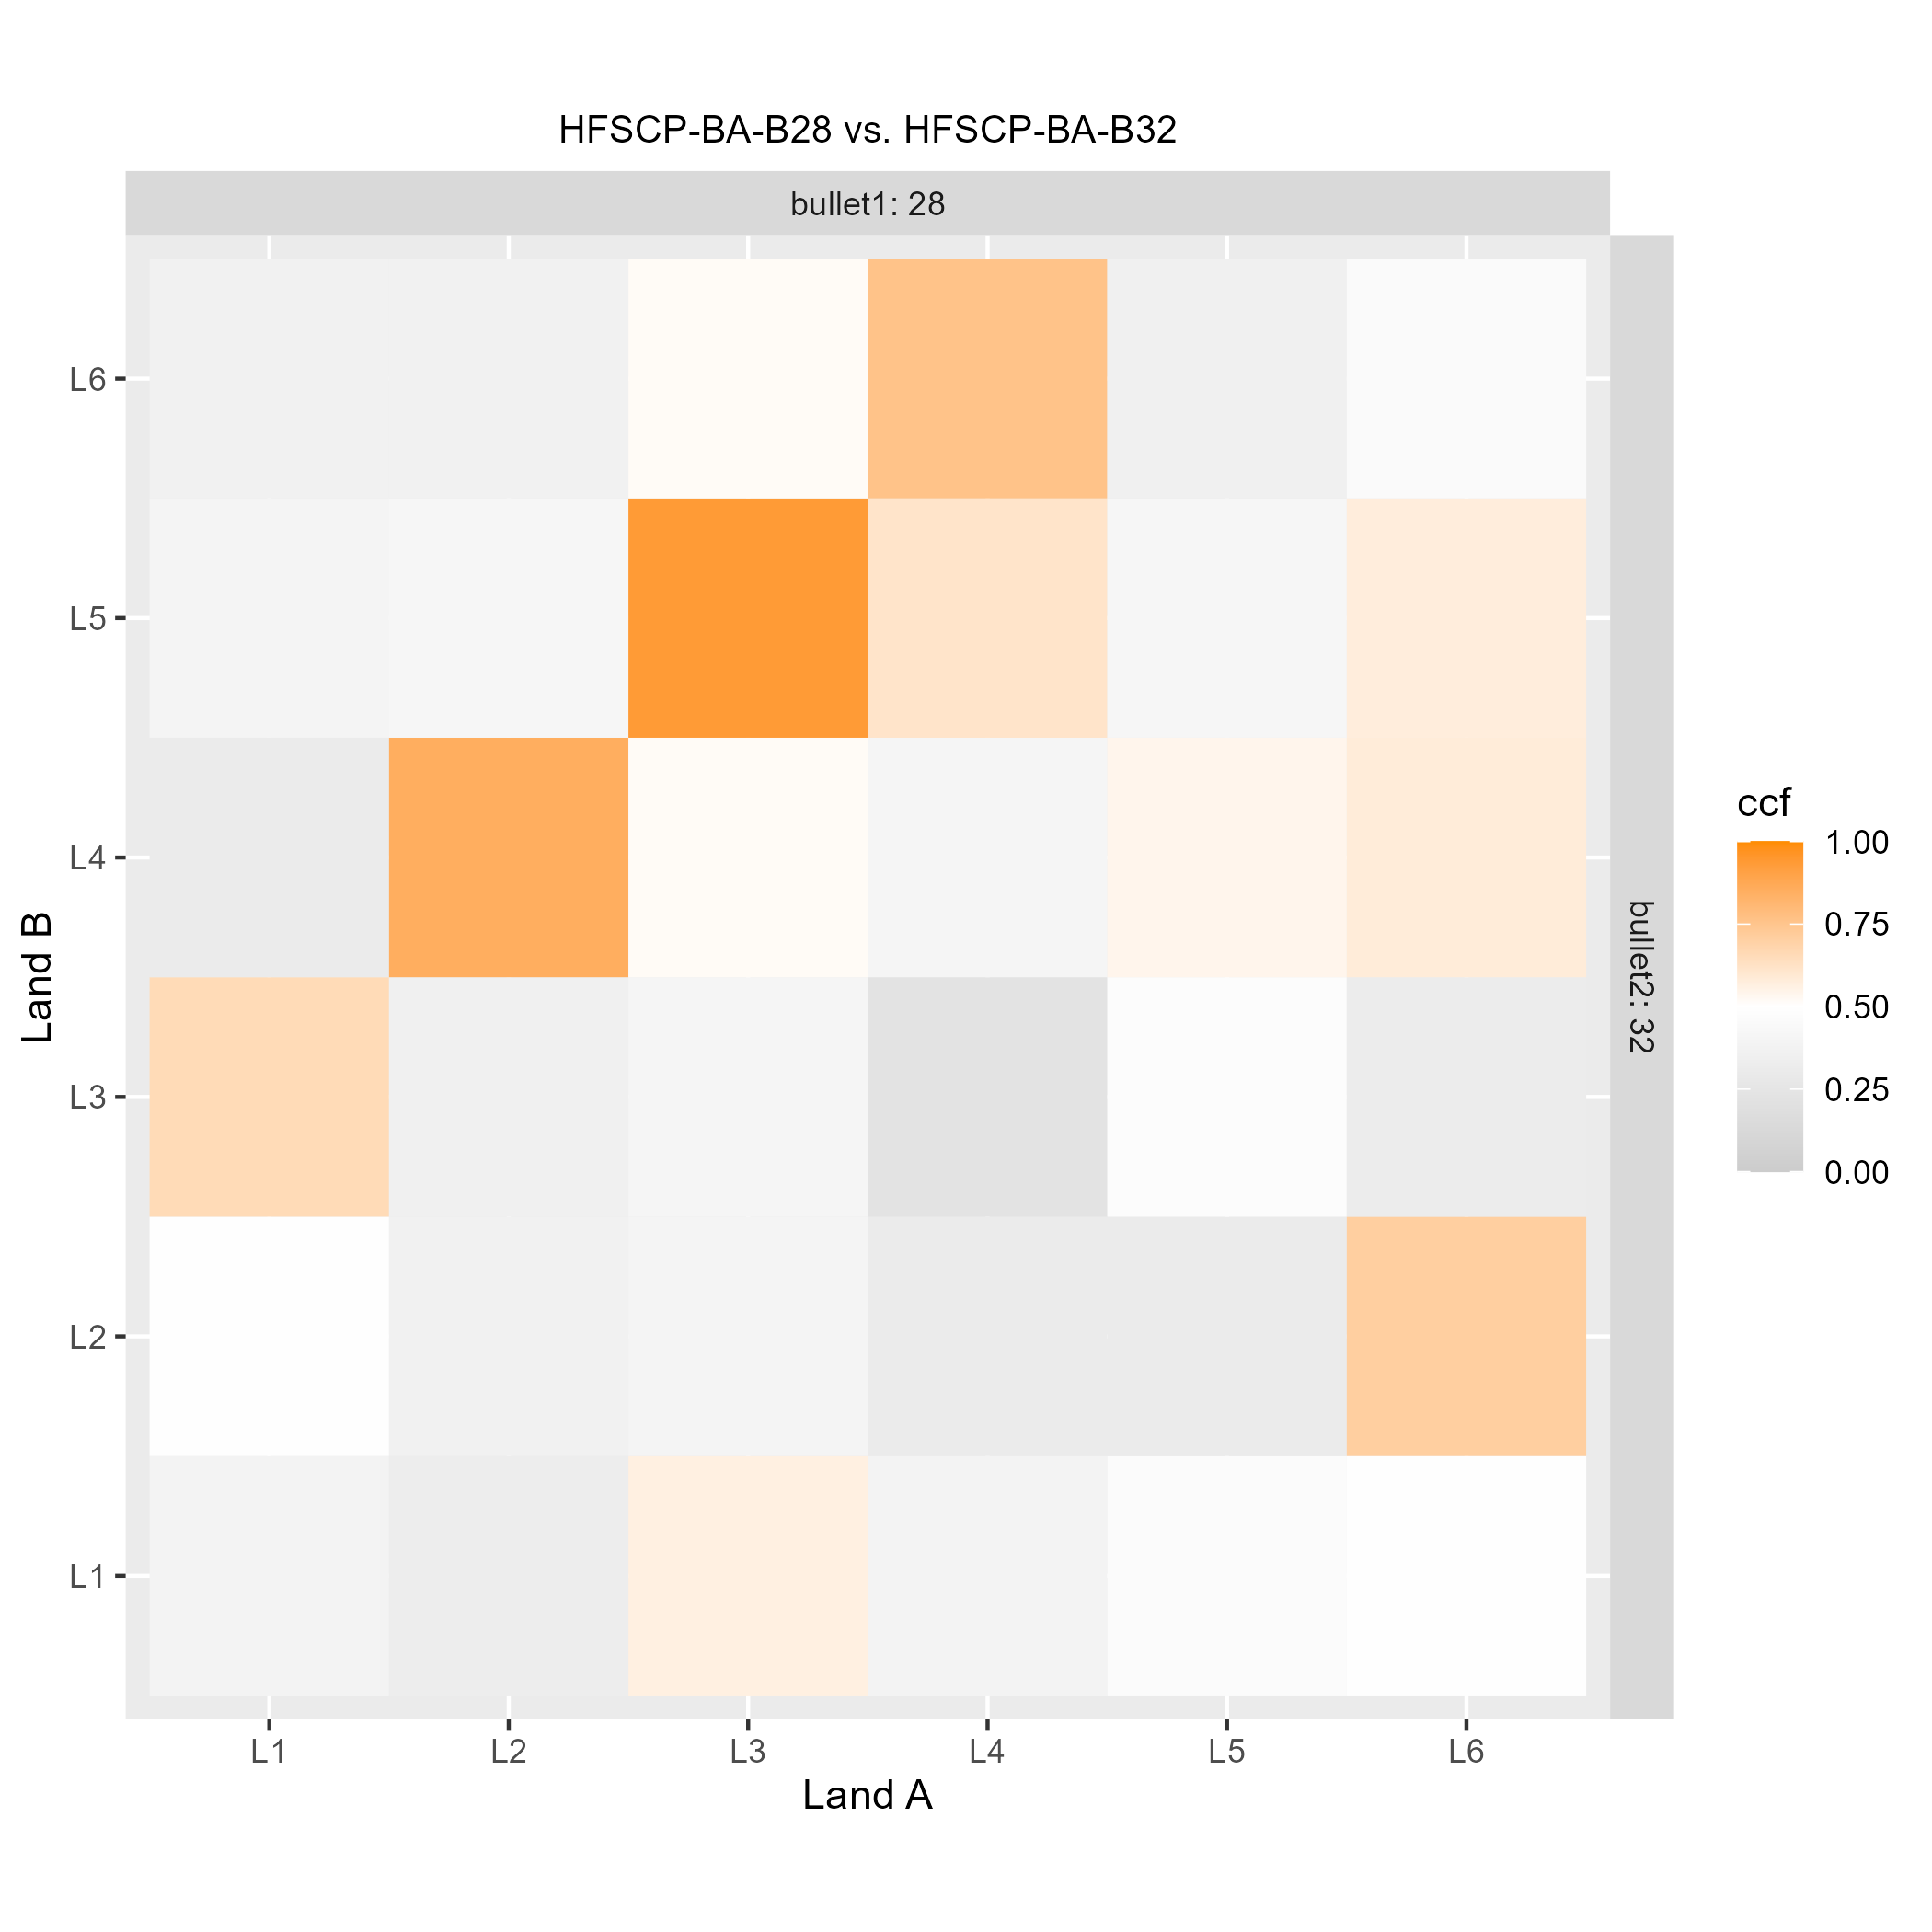 HFSCP-BA-B28 vs. HFSCP-BA-B32
bullet1: 28
L6
L5
L4
L3
L2
L1
Land B
bullet2: 32
ccf
1.00
0.75
0.50
0.25
0.00
L1 L2 L3 L4 L5 L6
Land A